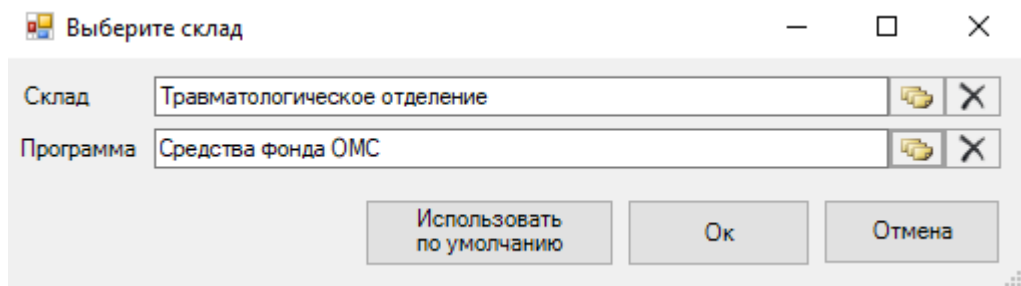 Выберите склад
Склад Травматологическое отделение
Программа Средства фонда ОМС
Использовать
по умолчанию
Ок
Отмена